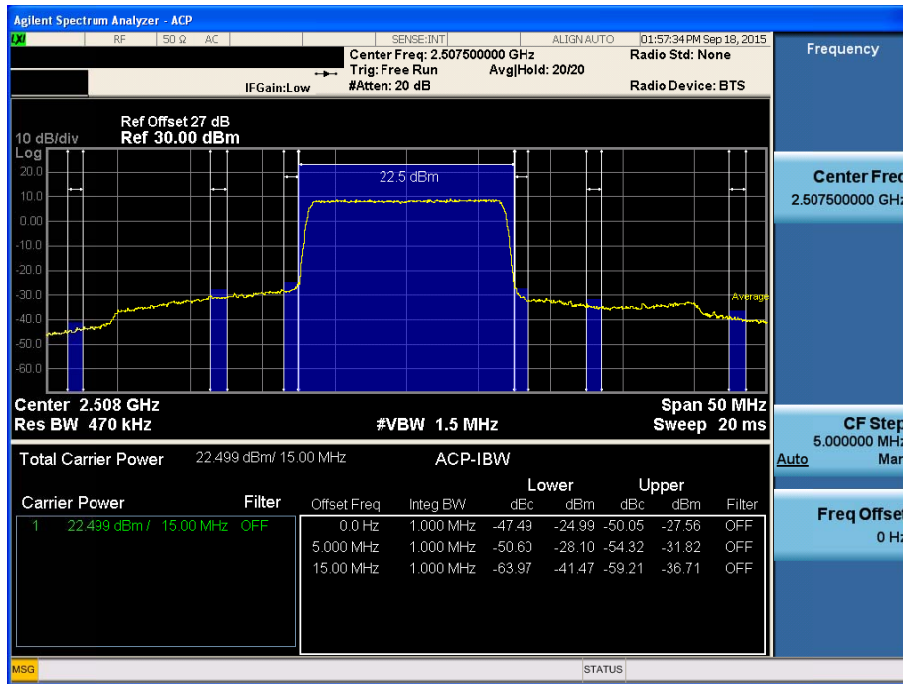 Agilent Spectrum Analyzer - ACP
LXI RF 50 Ω AC SENSE:INT ALIGN AUTO 01:57:34 PM Sep 18, 2015
Center Freq: 2.507500000 GHz Radio Std: None
Trig: Free Run Avg|Hold: 20/20
IFGain:Low #Atten: 20 dB Radio Device: BTS
Frequency
Ref Offset 27 dB
10 dB/div Ref 30.00 dBm
Log
20.0
10.0
0.00
-10.0
-20.0
-30.0
-40.0
-50.0
-60.0
22.5 dBm
Average
Center 2.508 GHz Span 50 MHz
Res BW 470 kHz #VBW 1.5 MHz Sweep 20 ms
Total Carrier Power 22.499 dBm/ 15.00 MHz ACP-IBW
Lower Upper
Carrier Power Filter Offset Freq Integ BW dBc dBm dBc dBm Filter
1 22.499 dBm / 15.00 MHz OFF 0.0 Hz 1.000 MHz -47.49 -24.99 -50.05 -27.56 OFF
5.000 MHz 1.000 MHz -50.60 -28.10 -54.32 -31.82 OFF
15.00 MHz 1.000 MHz -63.97 -41.47 -59.21 -36.71 OFF
Center Freq
2.507500000 GHz
CF Step
5.000000 MHz
Auto Man
Freq Offset
0 Hz
MSG STATUS